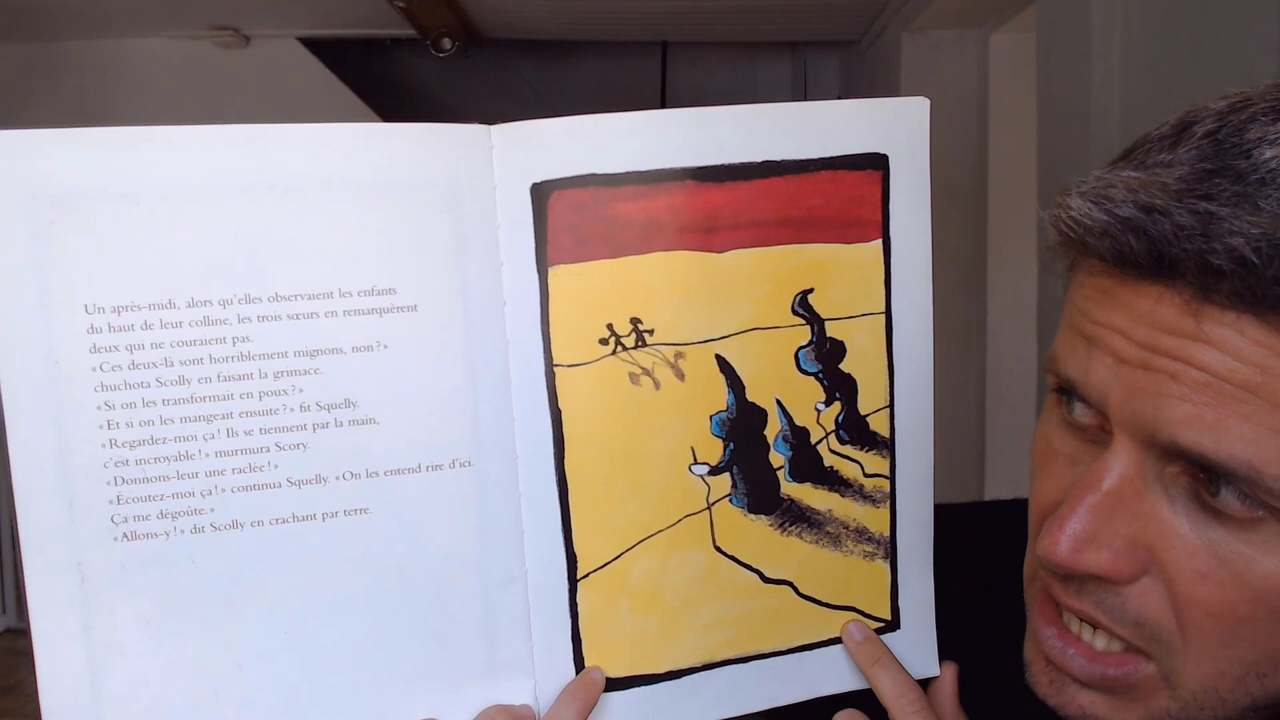 Un après-midi, alors qu'elles observaient les enfants
du haut de leur colline, les trois sœurs en remarquèrent
deux qui ne couraient pas.
«Ces deux-là sont horriblement mignons, non?»
chuchota Scolly en faisant la grimace.
«Si on les transformait en poux?»
«Et si on les mangeait ensuite?» fit Squelly.
«Regardez-moi ça! Ils se tiennent par la main,
c'est incroyable!» murmura Scory.
«Donnons-leur une raclée!»
«Écoutez-moi ça!» continua Squelly. «On les entend rire d'ici.
Ça me dégoûte.»
«Allons-y!» dit Scolly en crachant par terre.